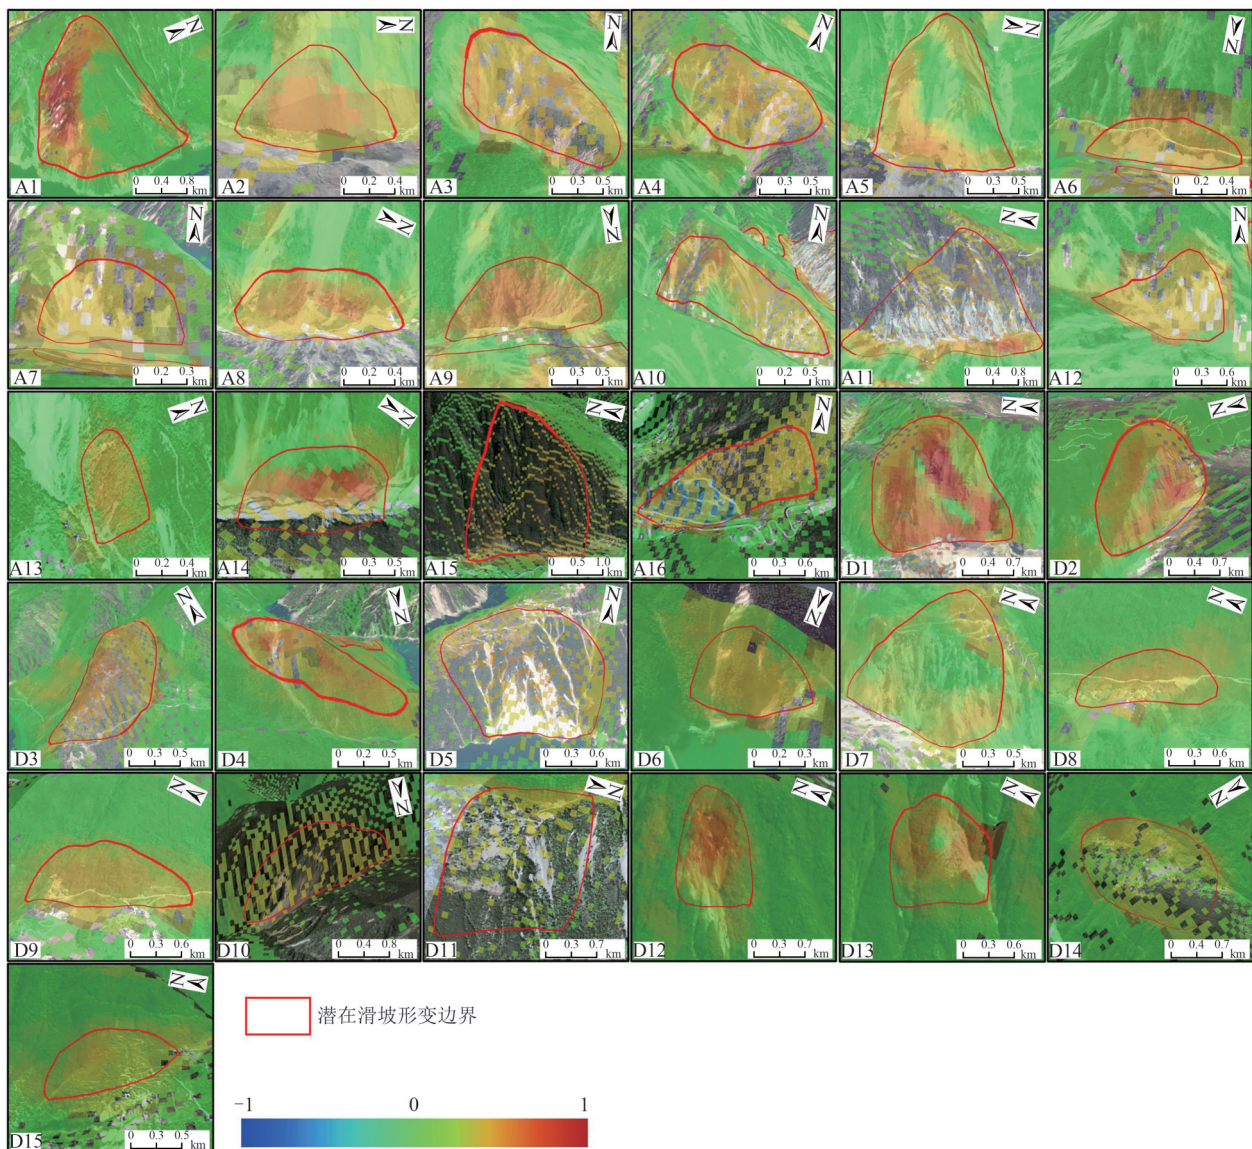 N N N N N N
A1 0 0.4 0.8 km A2 0 0.2 0.4 km A3 0 0.3 0.5 km A4 0 0.3 0.5 km A5 0 0.3 0.5 km A6 0 0.2 0.4 km
N N N N N N
A7 0 0.2 0.3 km A8 0 0.2 0.4 km A9 0 0.3 0.5 km A10 0 0.2 0.5 km A11 0 0.4 0.8 km A12 0 0.3 0.6 km
N N N N N N
A13 0 0.2 0.4 km A14 0 0.2 0.4 km A15 0 0.5 1.0 km A16 0 0.3 0.6 km D1 0 0.4 0.7 km D2 0 0.4 0.7 km
N N N N N N
D3 0 0.3 0.5 km D4 0 0.2 0.5 km D5 0 0.3 0.6 km D6 0 0.2 0.3 km D7 0 0.3 0.5 km D8 0 0.3 0.6 km
N N N N N N
D9 0 0.3 0.6 km D10 0 0.4 0.8 km D11 0 0.3 0.7 km D12 0 0.3 0.7 km D13 0 0.3 0.6 km D14 0 0.4 0.7 km
N
D15 0 0.2 0.5 km
潜在滑坡形变边界
−1 0 1